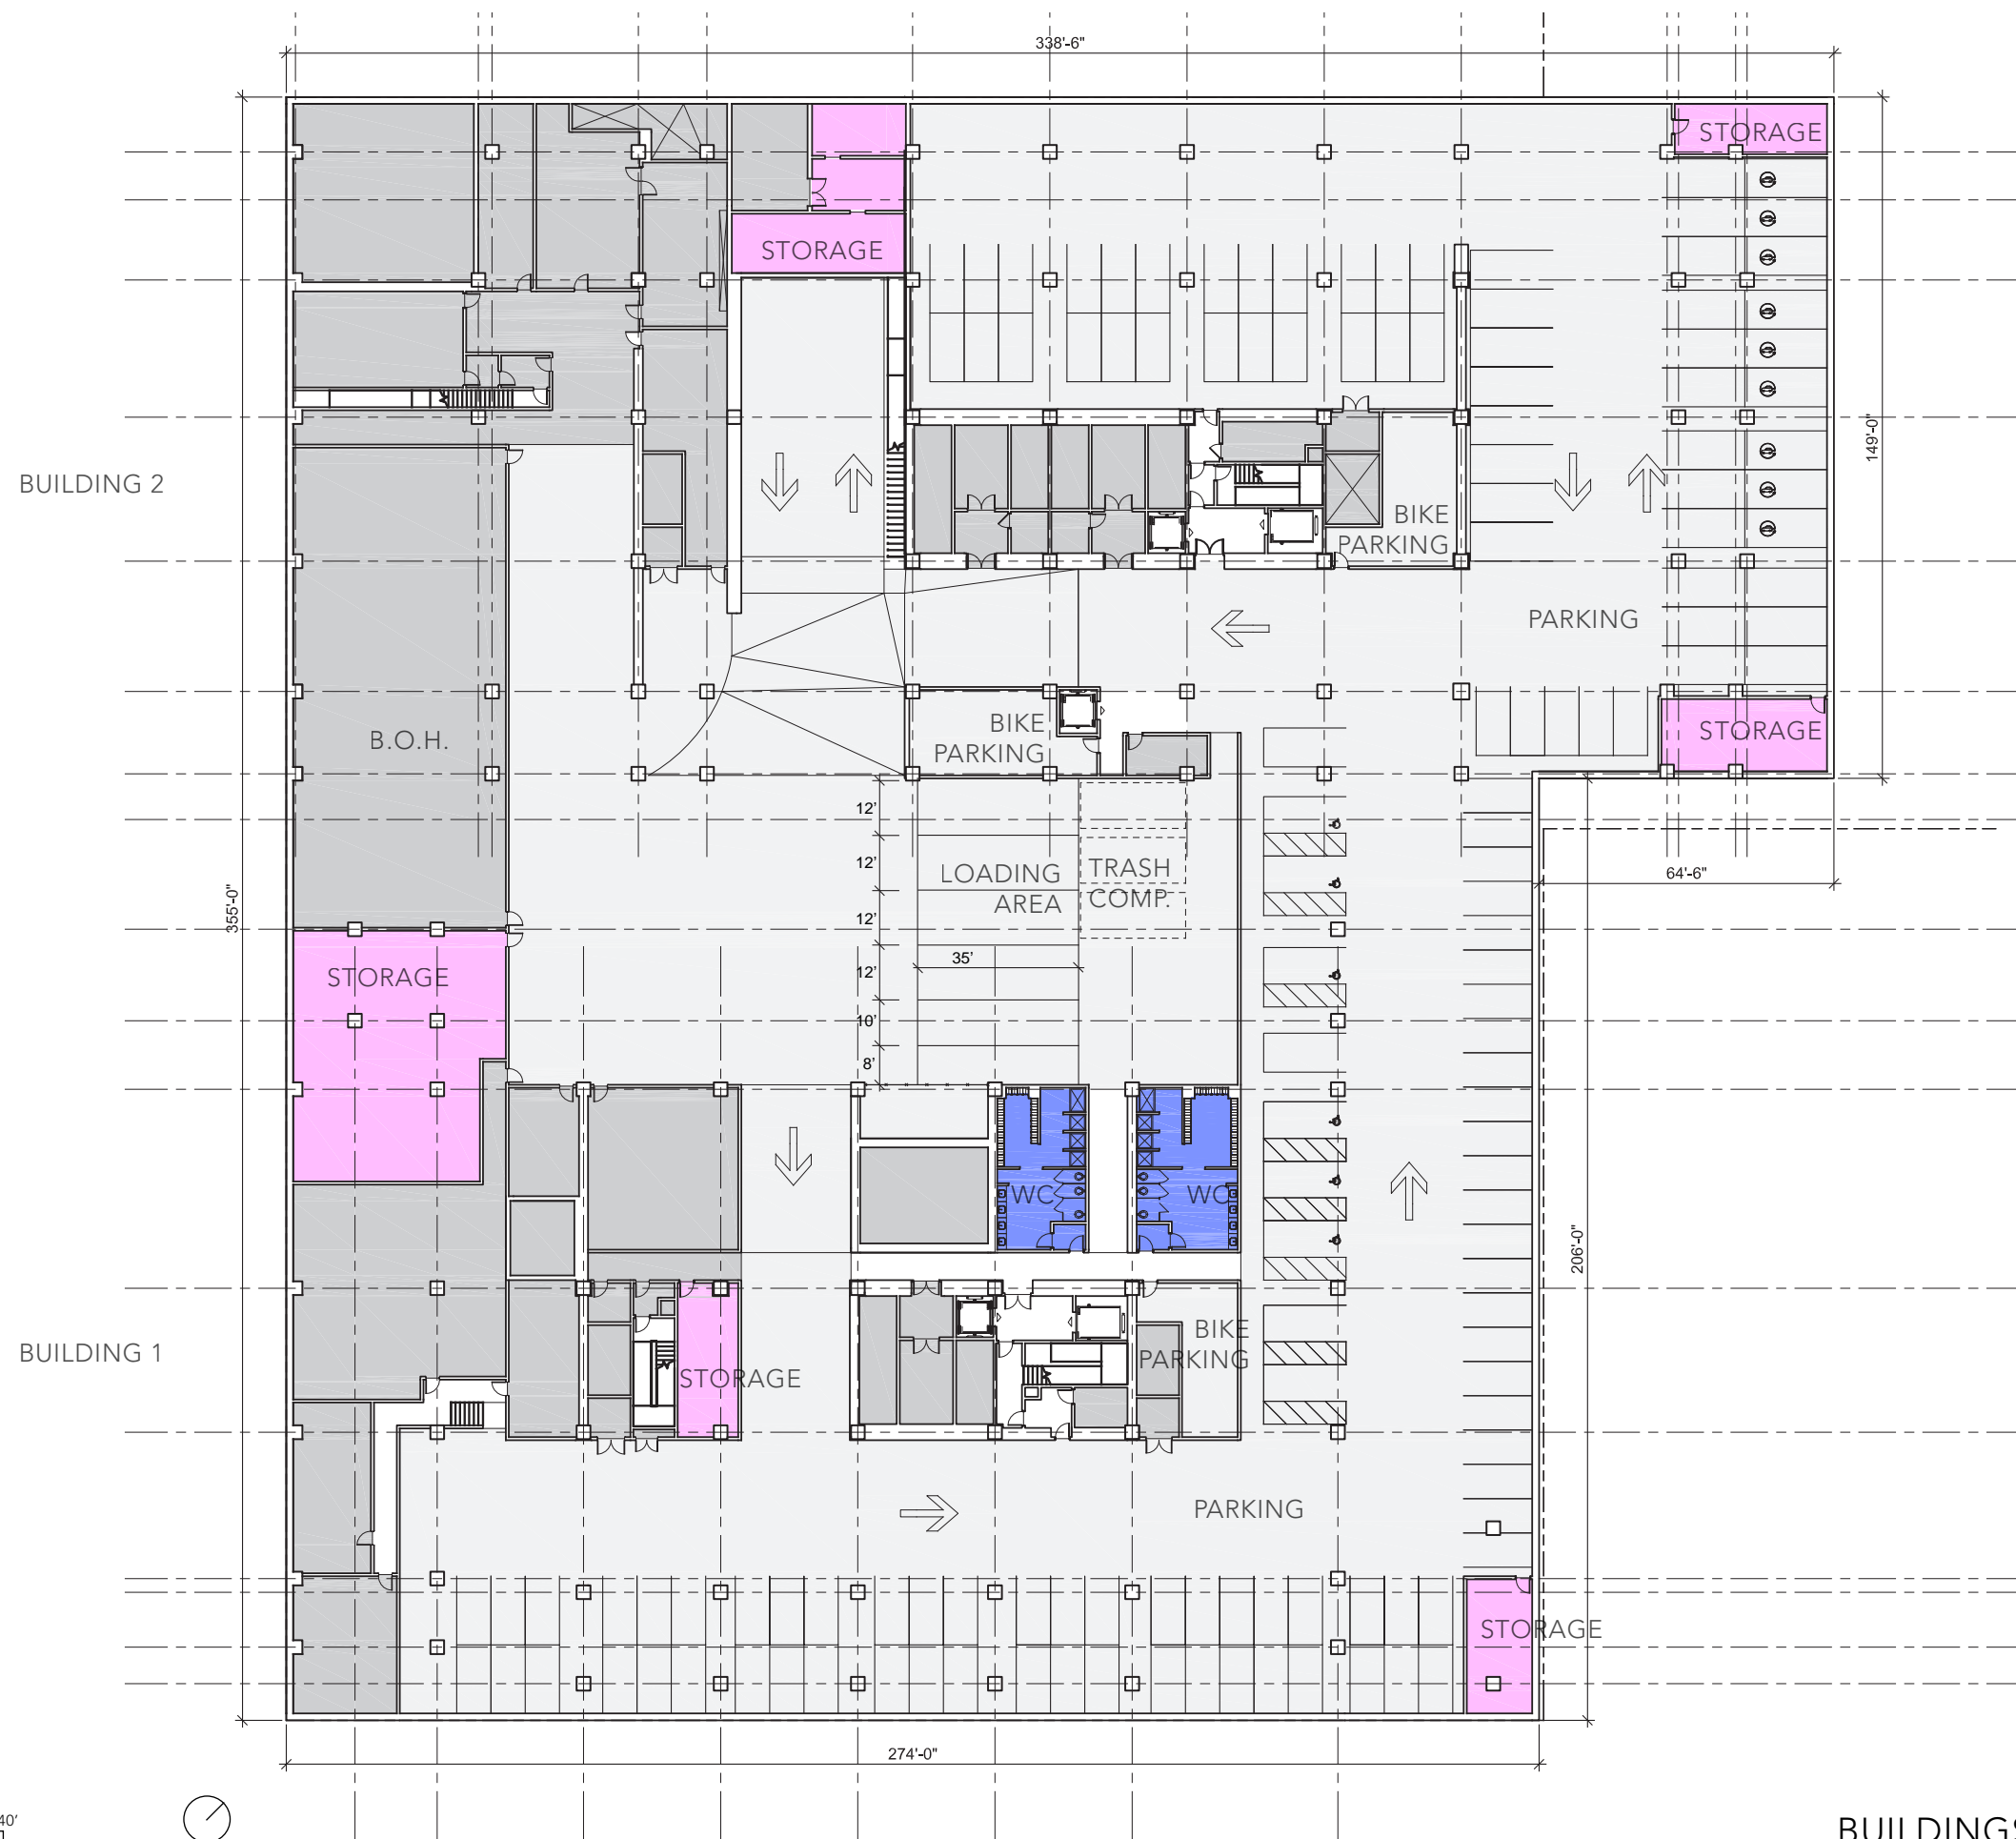 338'-6"
STORAGE
STORAGE
149'-0"
BUILDING 2
BIKE
PARKING
PARKING
BIKE
PARKING
STORAGE
B.O.H.
12'
12'
LOADING
AREA
TRASH
COMP.
64'-6"
355'-0"
12'
35'
12'
STORAGE
10'
8'
WC
WC
206'-0"
BUILDING 1
BIKE
PARKING
STORAGE
PARKING
STORAGE
274'-0"
40'
BUILDINGS